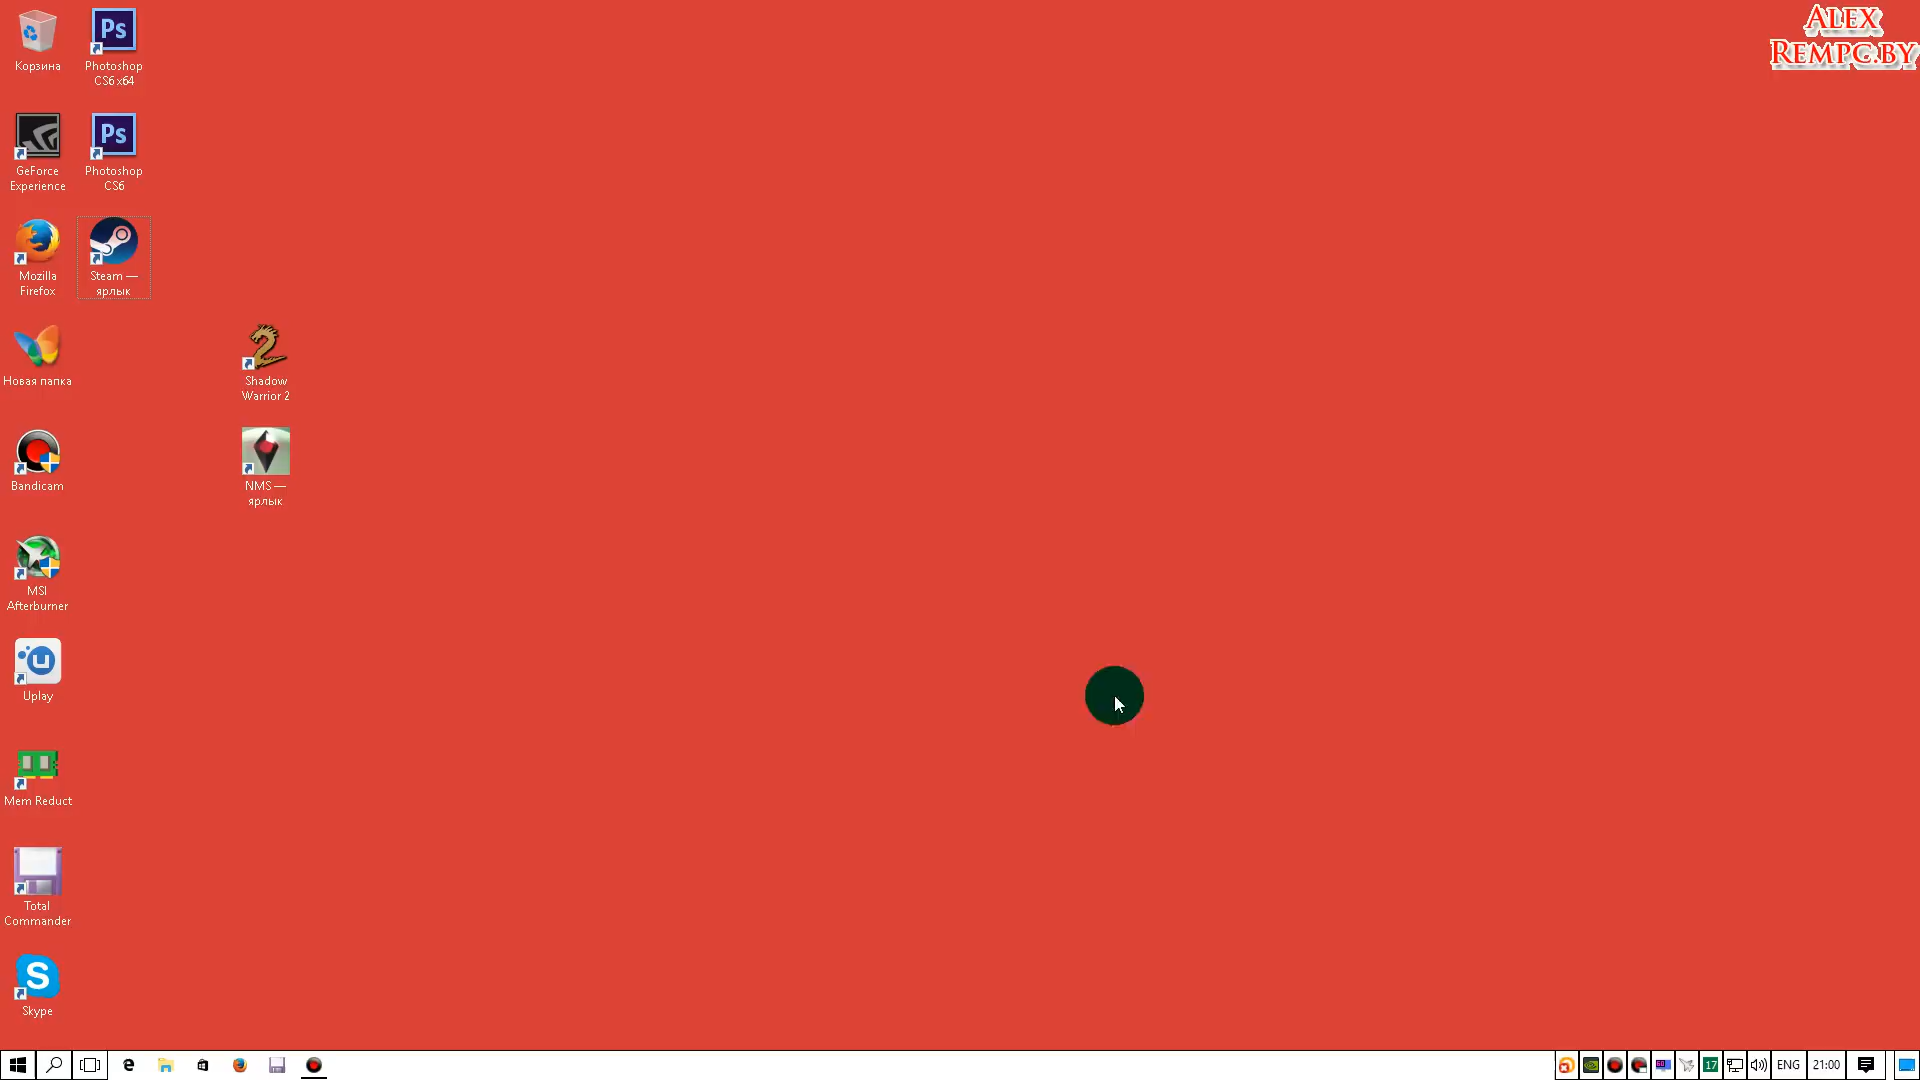 Корзина
Photoshop
CS6 x64
GeForce
Experience
Photoshop
CS6
Mozilla
Firefox
Steam —
ярлык
Новая папка
Shadow
Warrior 2
Bandicam
NMS —
ярлык
MSI
Afterburner
Uplay
Mem Reduct
Total
Commander
Skype
ALEX
REMPC.BY
17
ENG
21:00